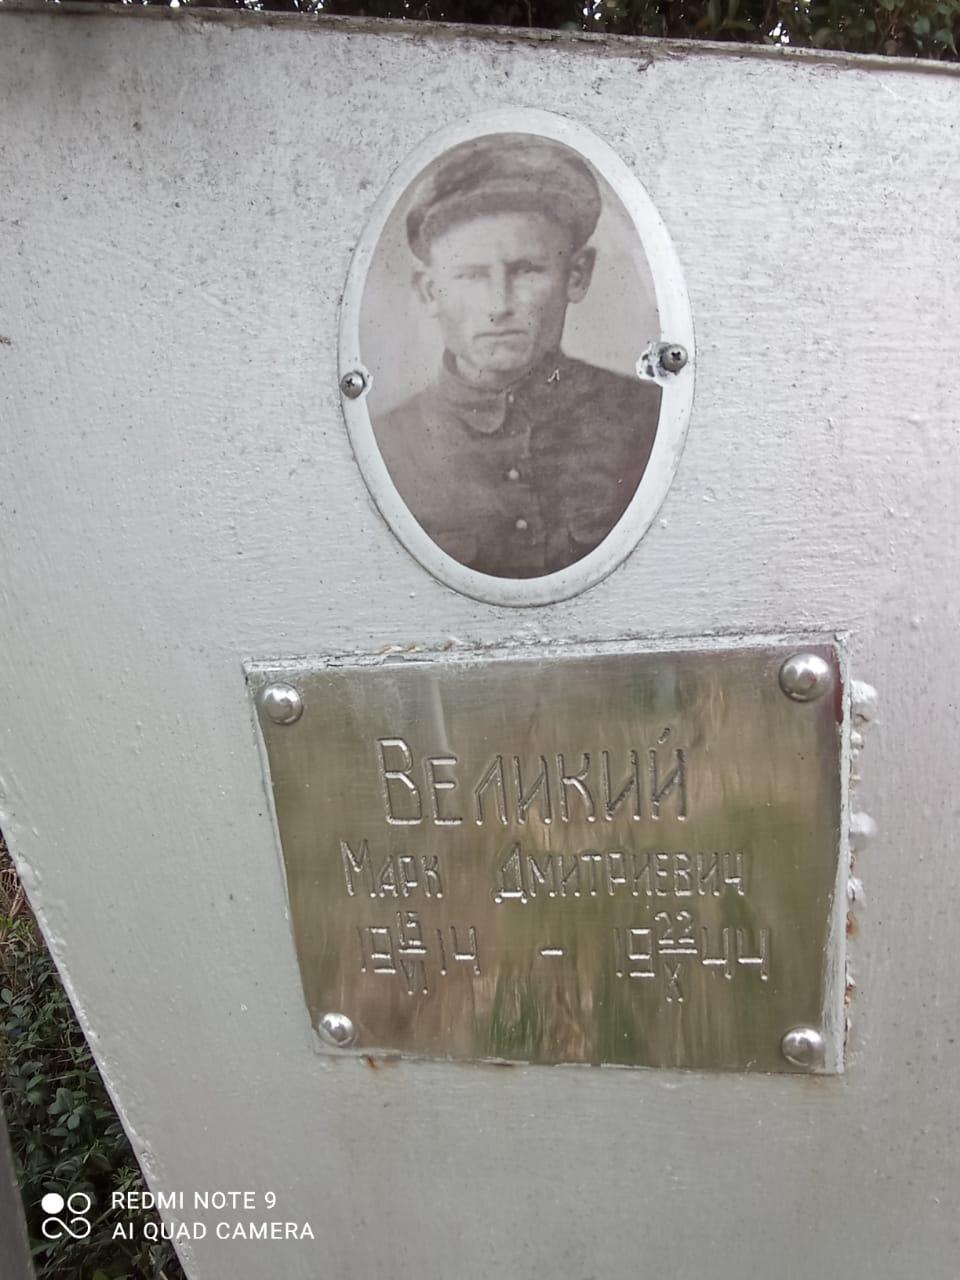 Великий
Марк Дмитриевич
19 15/VI 14 - 19 22/X 44
REDMI NOTE 9
AI QUAD CAMERA